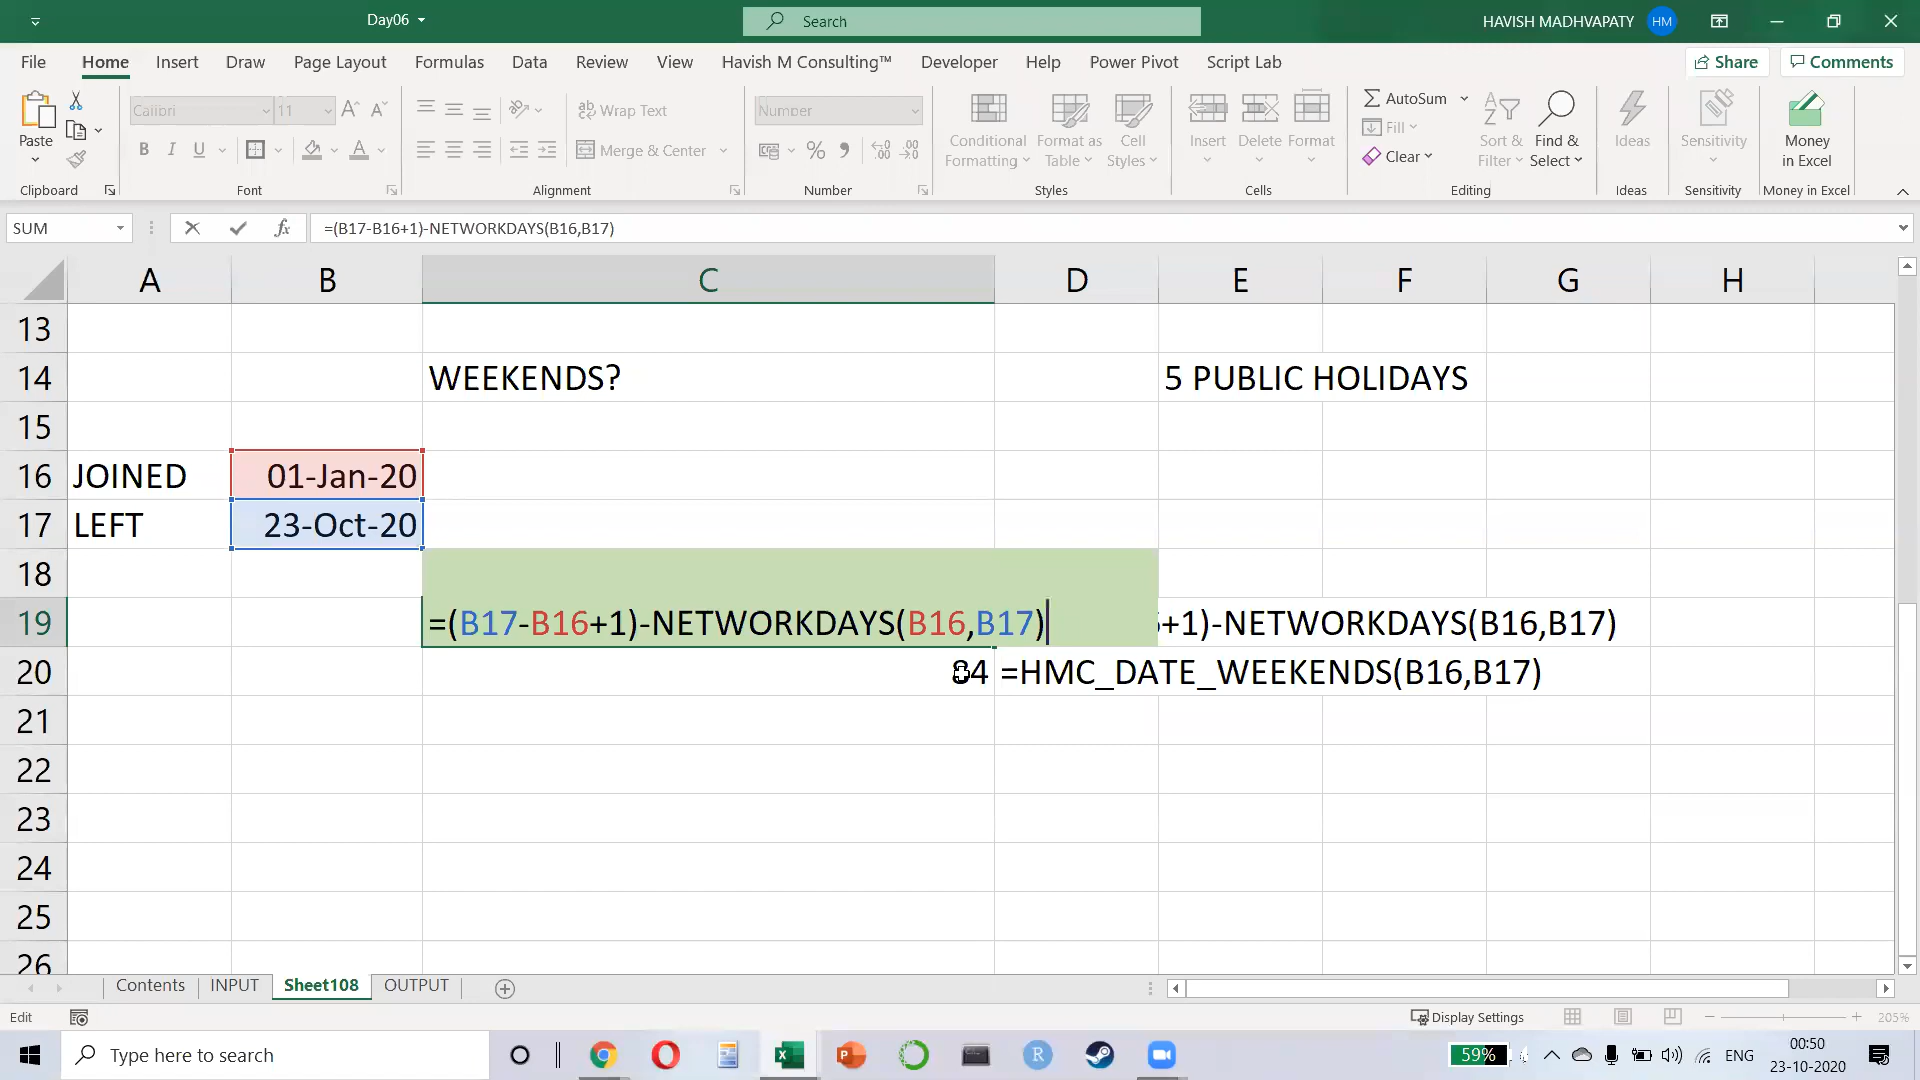 Day06
Search
HAVISH MADHVAPATY HM
File Home Insert Draw Page Layout Formulas Data Review View Havish M Consulting™ Developer Help Power Pivot Script Lab Share Comments
Paste
Calibri 11
B I U
ab Wrap Text
Merge & Center
Number
%
Conditional Formatting
Format as Table
Cell Styles
Insert Delete Format
AutoSum
Fill
Clear
Sort & Filter
Find & Select
Ideas
Sensitivity
Money in Excel
Clipboard Font Alignment Number Styles Cells Editing Ideas Sensitivity Money in Excel
SUM fx =(B17-B16+1)-NETWORKDAYS(B16,B17)
A B C D E F G H
13
14 WEEKENDS? 5 PUBLIC HOLIDAYS
15
16 JOINED 01-Jan-20
17 LEFT 23-Oct-20
18
19 =(B17-B16+1)-NETWORKDAYS(B16,B17) +1)-NETWORKDAYS(B16,B17)
20 84 =HMC_DATE_WEEKENDS(B16,B17)
21
22
23
24
25
26
Contents INPUT Sheet108 OUTPUT
Edit Display Settings 205%
Type here to search
59% ENG
00:50
23-10-2020